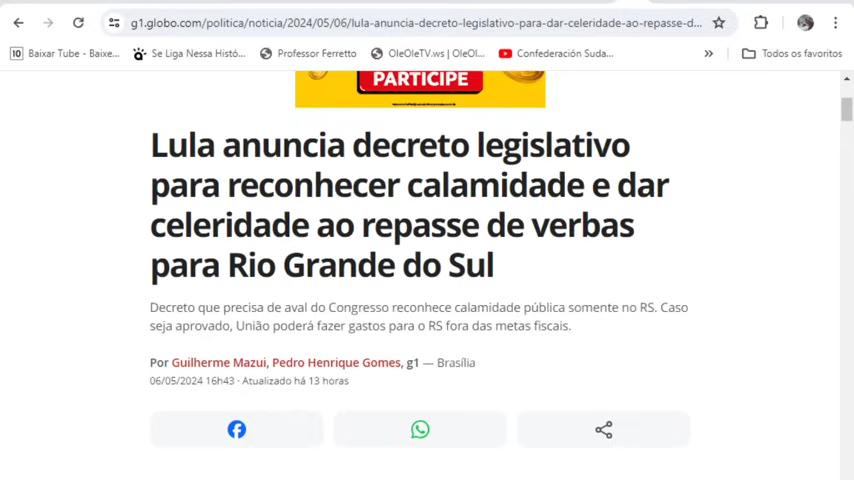 g1.globo.com/politica/noticia/2024/05/06/lula-anuncia-decreto-legislativo-para-dar-celeridade-ao-repasse-d...
10 Baixar Tube - Baixe... Se Liga Nessa Histó... Professor Ferretto OleOleTV.ws | OleOl... Confederación Suda... » Todos os favoritos
PARTICIPE
Lula anuncia decreto legislativo
para reconhecer calamidade e dar
celeridade ao repasse de verbas
para Rio Grande do Sul
Decreto que precisa de aval do Congresso reconhece calamidade pública somente no RS. Caso
seja aprovado, União poderá fazer gastos para o RS fora das metas fiscais.
Por Guilherme Mazui, Pedro Henrique Gomes, g1 — Brasília
06/05/2024 16h43 · Atualizado há 13 horas